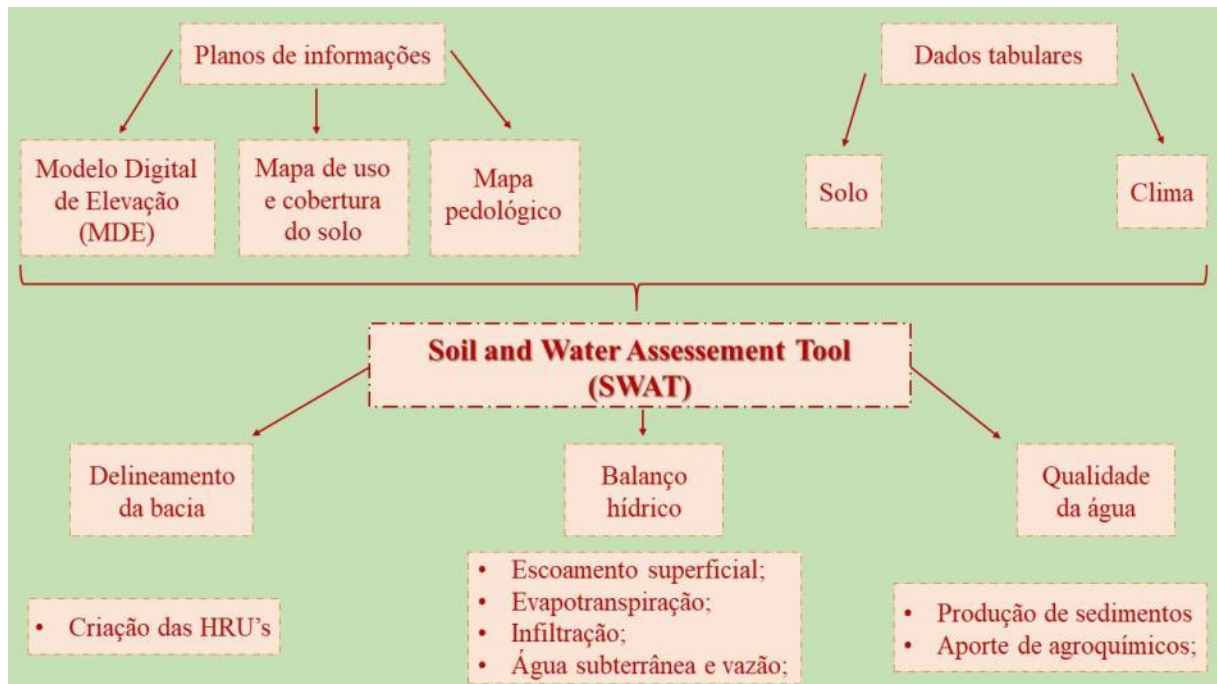 Planos de informações
Dados tabulares
Modelo Digital
de Elevação
(MDE)
Mapa de uso
e cobertura
do solo
Mapa
pedológico
Solo
Clima
Soil and Water Assessement Tool
(SWAT)
Delineamento
da bacia
Balanço
hídrico
Qualidade
da água
• Criação das HRU's
• Escoamento superficial;
• Evapotranspiração;
• Infiltração;
• Água subterrânea e vazão;
• Produção de sedimentos
• Aporte de agroquímicos;